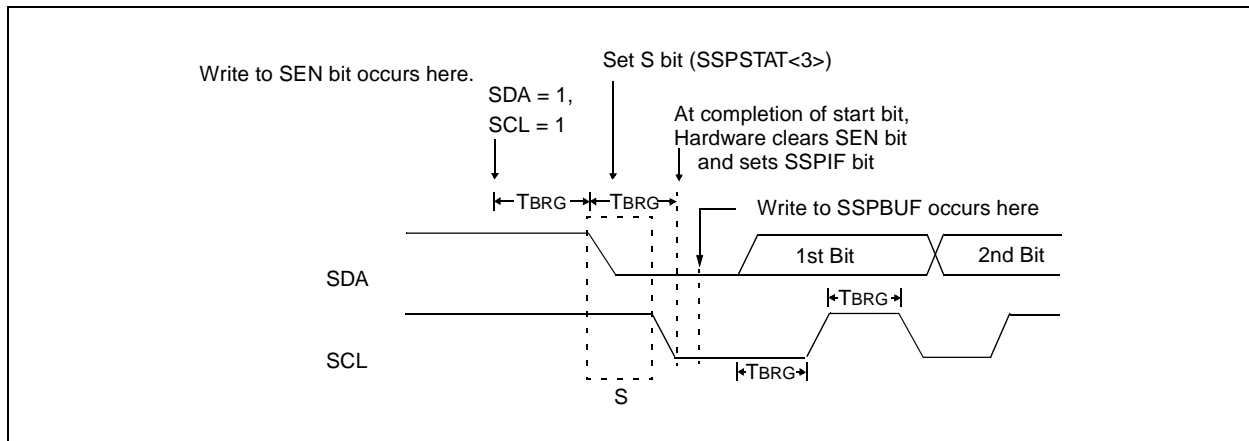 Set S bit (SSPSTAT<3>)
Write to SEN bit occurs here.
SDA = 1,
SCL = 1
At completion of start bit,
Hardware clears SEN bit
and sets SSPIF bit
TBRG
TBRG
Write to SSPBUF occurs here
1st Bit
2nd Bit
SDA
TBRG
SCL
TBRG
S